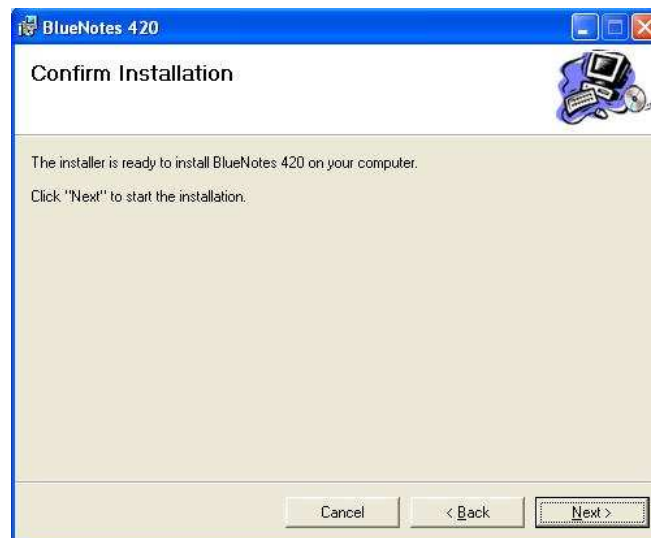 BlueNotes 420
Confirm Installation
The installer is ready to install BlueNotes 420 on your computer.
Click "Next" to start the installation.
Cancel
< Back
Next >